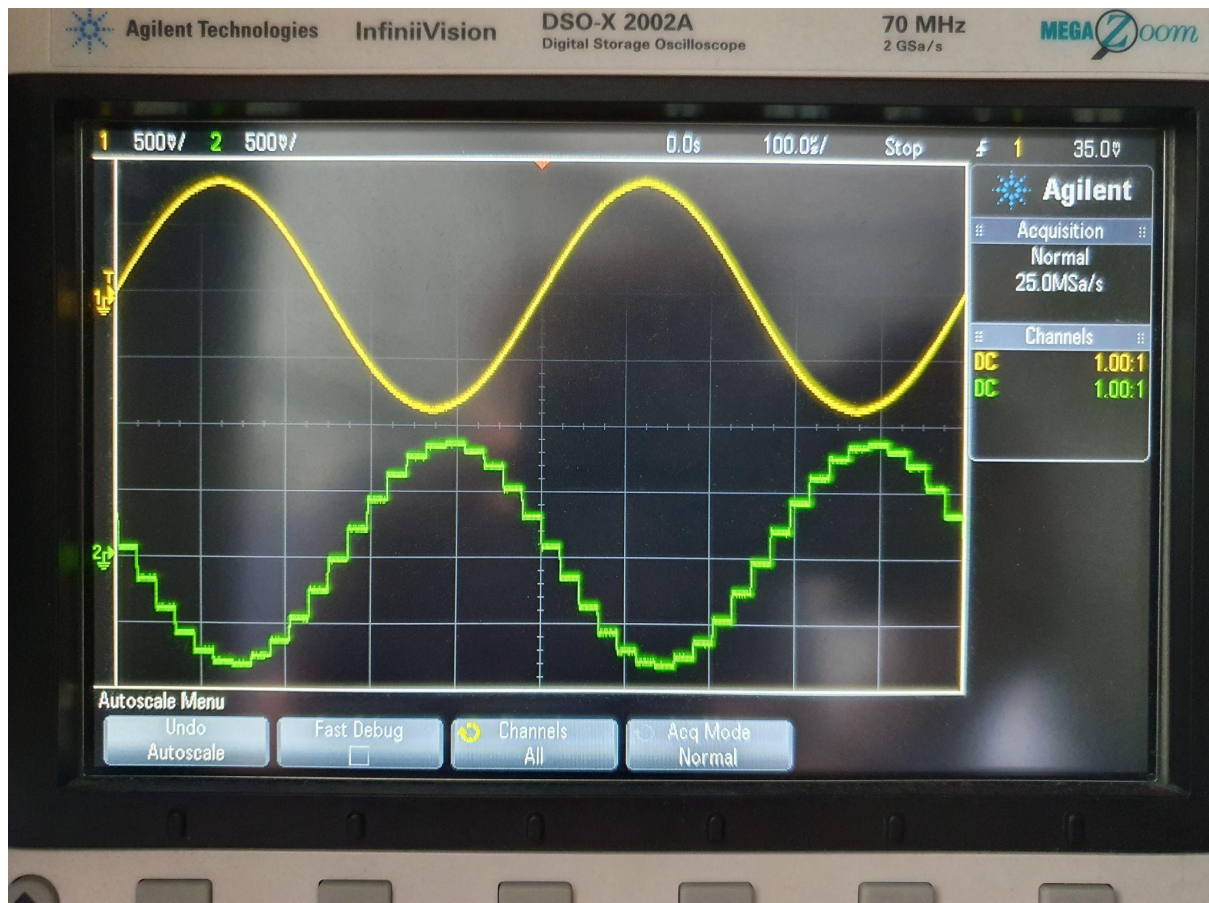 Agilent Technologies InfiniiVision DSO-X 2002A 70 MHz MEGA Zoom
Digital Storage Oscilloscope 2 GSa/s
1 500mV/ 2 500mV/ 0.0s 100.0us/ Stop 1 35.0mV
Agilent
Acquisition
Normal
25.0MSa/s
Channels
DC 1.00:1
DC 1.00:1
T
1
2
Autoscale Menu
Undo
Autoscale
Fast Debug
Channels
All
Acq Mode
Normal